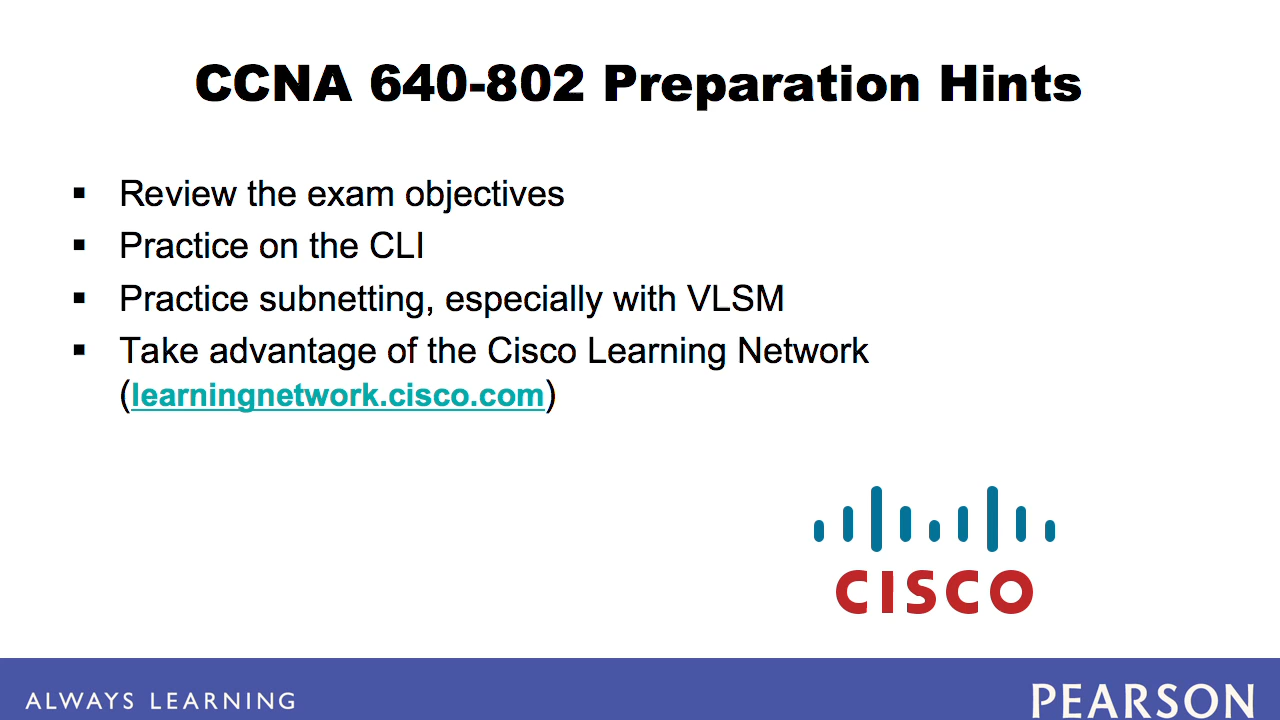 CCNA 640-802 Preparation Hints
▪ Review the exam objectives
▪ Practice on the CLI
▪ Practice subnetting, especially with VLSM
▪ Take advantage of the Cisco Learning Network
(learningnetwork.cisco.com)
CISCO
ALWAYS LEARNING
PEARSON